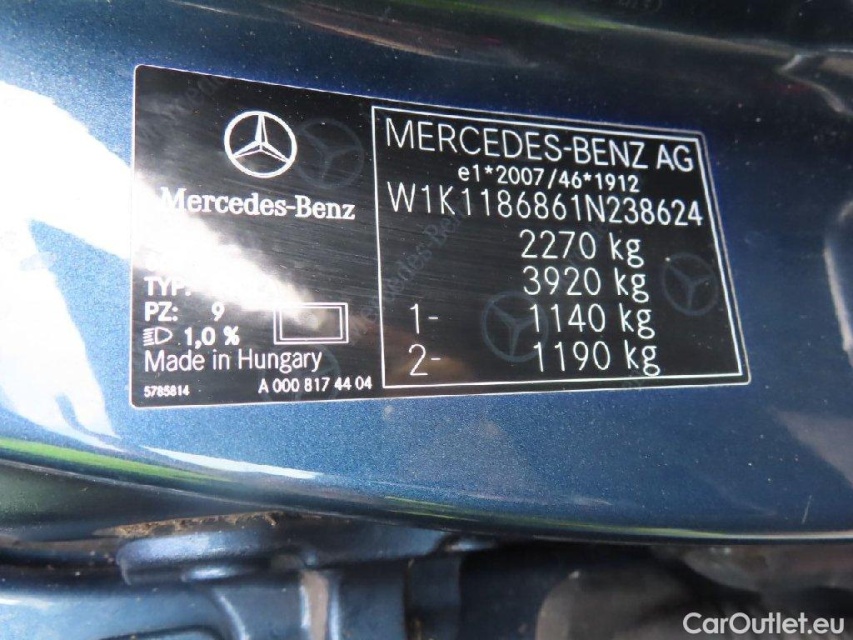 Mercedes-Benz
TYP:
PZ: 9
1,0 %
Made in Hungary
5785814
A 000 817 44 04
MERCEDES-BENZ AG
e1*2007/46*1912
W1K1186861N238624
2270 kg
3920 kg
1- 1140 kg
2- 1190 kg
CarOutlet.eu